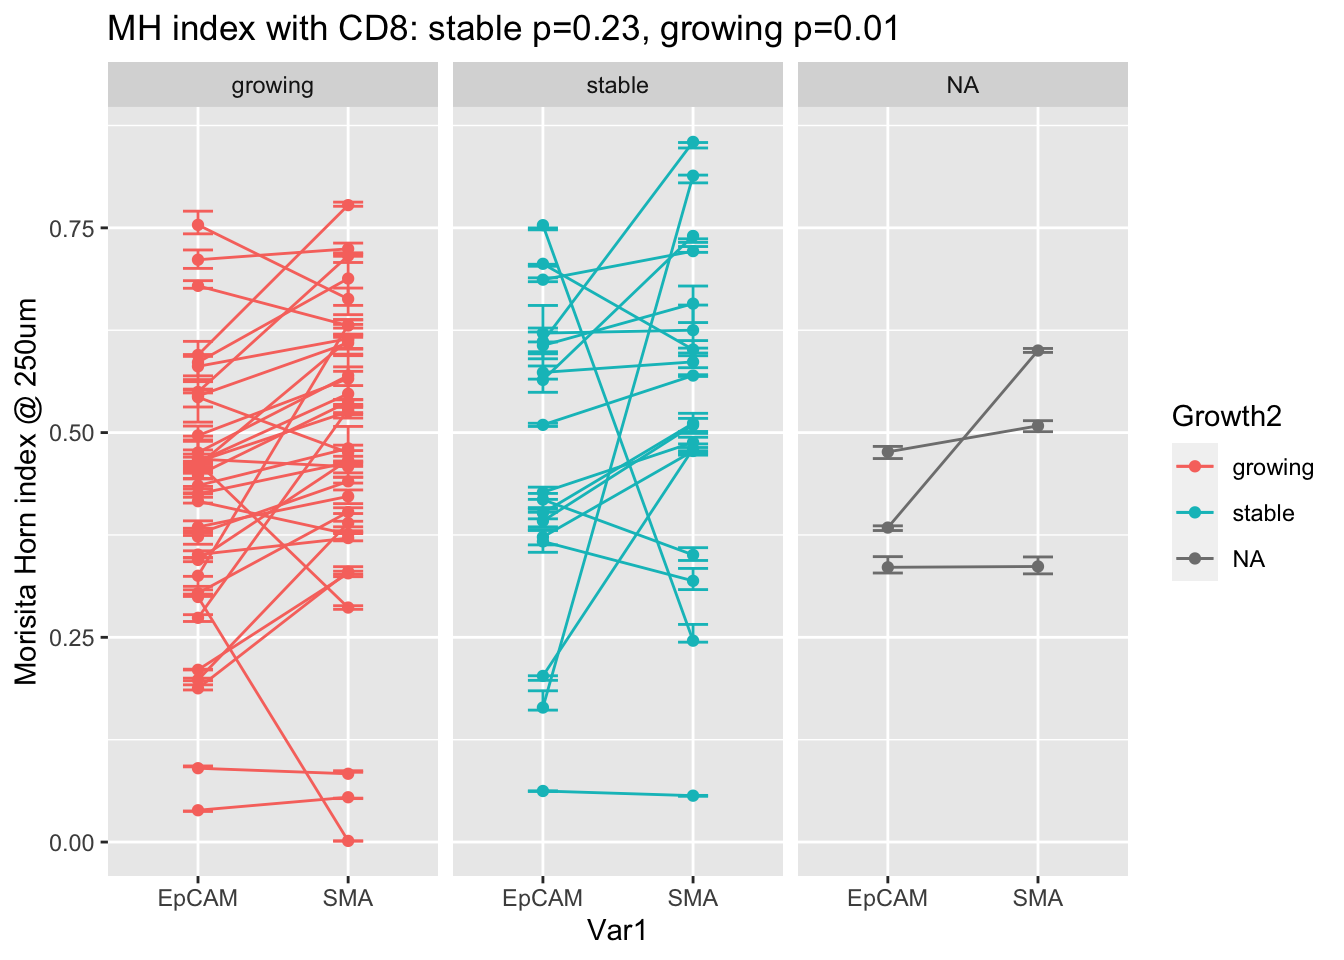 MH index with CD8: stable p=0.23, growing p=0.01
growing
stable
NA
Morisita Horn index @ 250um
0.75
0.50
0.25
0.00
EpCAM
SMA
EpCAM
SMA
EpCAM
SMA
Var1
Growth2
growing
stable
NA